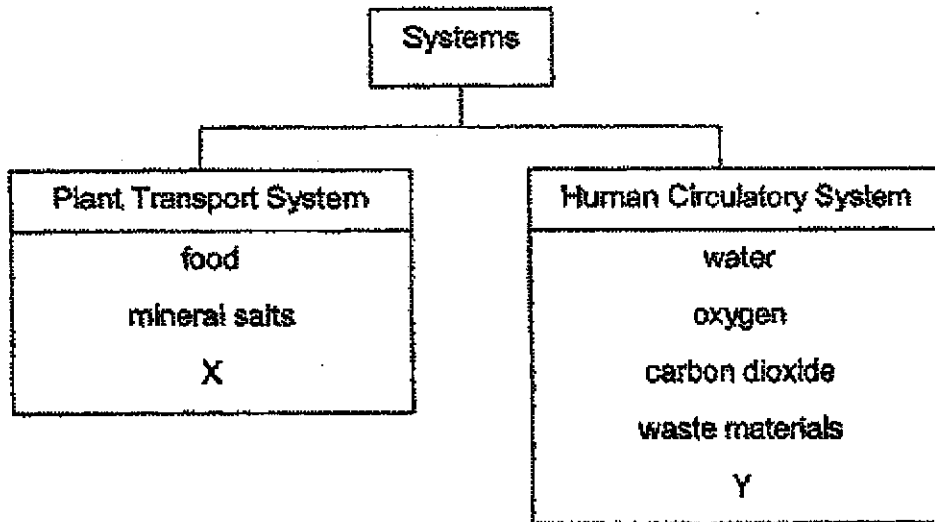 Systems
Plant Transport System
food
mineral salts
X
Human Circulatory System
water
oxygen
carbon dioxide
waste materials
Y